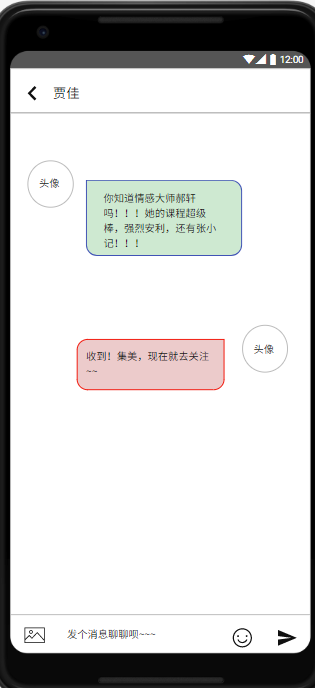 12:00
贾佳
头像
你知道情感大师郝轩
吗！！！她的课程超级
棒，强烈安利，还有张小
记！！！
收到！集美，现在就去关注
~~
头像
发个消息聊聊呗~~~